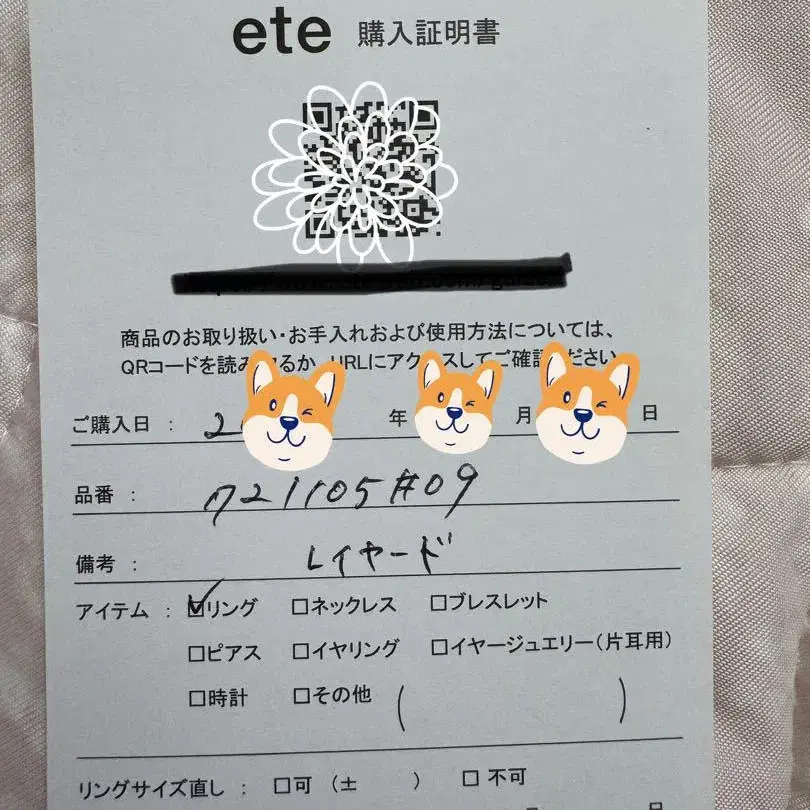 ete 購入証明書
商品のお取り扱い・お手入れおよび使用方法については、
QRコードを読み るか、URLにアク スしてご確認ください
ご購入日 : 2 年 月 日
品番 : 721105#09
備考 : レイヤード
アイテム : ☑リング □ネックレス □ブレスレット
□ピアス □イヤリング □イヤージュエリー(片耳用)
□時計 □その他 ( )
リングサイズ直し : □可 (± ) □不可
日